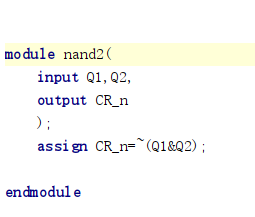 module nand2(
    input Q1,Q2,
    output CR_n
    );
    assign CR_n=~(Q1&Q2);
endmodule